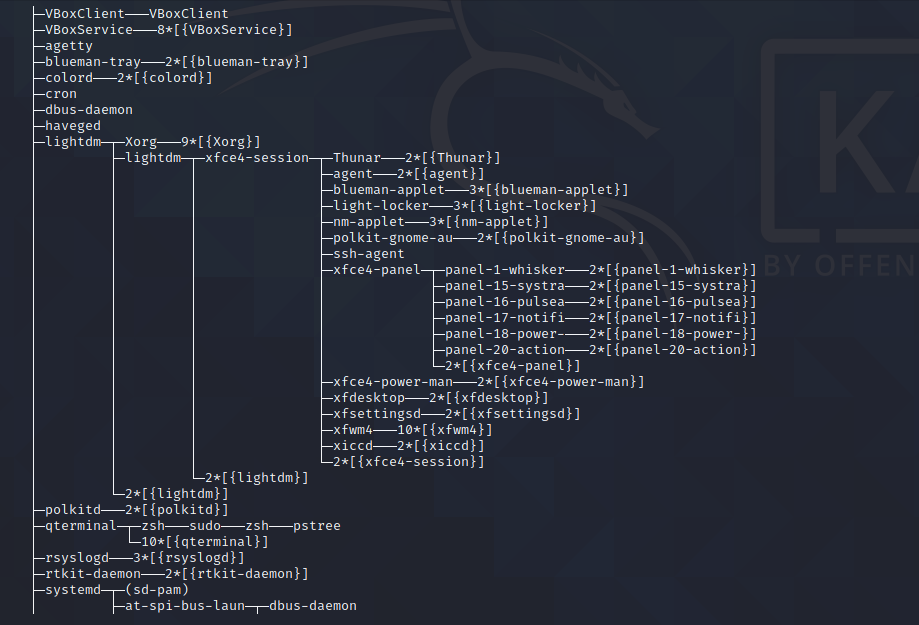 ├─VBoxClient───VBoxClient
├─VBoxService───8*[{VBoxService}]
├─agetty
├─blueman-tray───2*[{blueman-tray}]
├─colord───2*[{colord}]
├─cron
├─dbus-daemon
├─haveged
├─lightdm─┬─Xorg───9*[{Xorg}]
│         ├─lightdm─┬─xfce4-session─┬─Thunar───2*[{Thunar}]
│         │         │               ├─agent───2*[{agent}]
│         │         │               ├─blueman-applet───3*[{blueman-applet}]
│         │         │               ├─light-locker───3*[{light-locker}]
│         │         │               ├─nm-applet───3*[{nm-applet}]
│         │         │               ├─polkit-gnome-au───2*[{polkit-gnome-au}]
│         │         │               ├─ssh-agent
│         │         │               ├─xfce4-panel─┬─panel-1-whisker───2*[{panel-1-whisker}]
│         │         │               │             ├─panel-15-systra───2*[{panel-15-systra}]
│         │         │               │             ├─panel-16-pulsea───2*[{panel-16-pulsea}]
│         │         │               │             ├─panel-17-notifi───2*[{panel-17-notifi}]
│         │         │               │             ├─panel-18-power-───2*[{panel-18-power-}]
│         │         │               │             ├─panel-20-action───2*[{panel-20-action}]
│         │         │               │             └─2*[{xfce4-panel}]
│         │         │               ├─xfce4-power-man───2*[{xfce4-power-man}]
│         │         │               ├─xfdesktop───2*[{xfdesktop}]
│         │         │               ├─xfsettingsd───2*[{xfsettingsd}]
│         │         │               ├─xfwm4───10*[{xfwm4}]
│         │         │               ├─xiccd───2*[{xiccd}]
│         │         │               └─2*[{xfce4-session}]
│         │         └─2*[{lightdm}]
│         └─2*[{lightdm}]
├─polkitd───2*[{polkitd}]
├─qterminal─┬─zsh───sudo───zsh───pstree
│           └─10*[{qterminal}]
├─rsyslogd───3*[{rsyslogd}]
├─rtkit-daemon───2*[{rtkit-daemon}]
├─systemd─┬─(sd-pam)
│         ├─at-spi-bus-laun─┬─dbus-daemon
KA
BY OFFEN